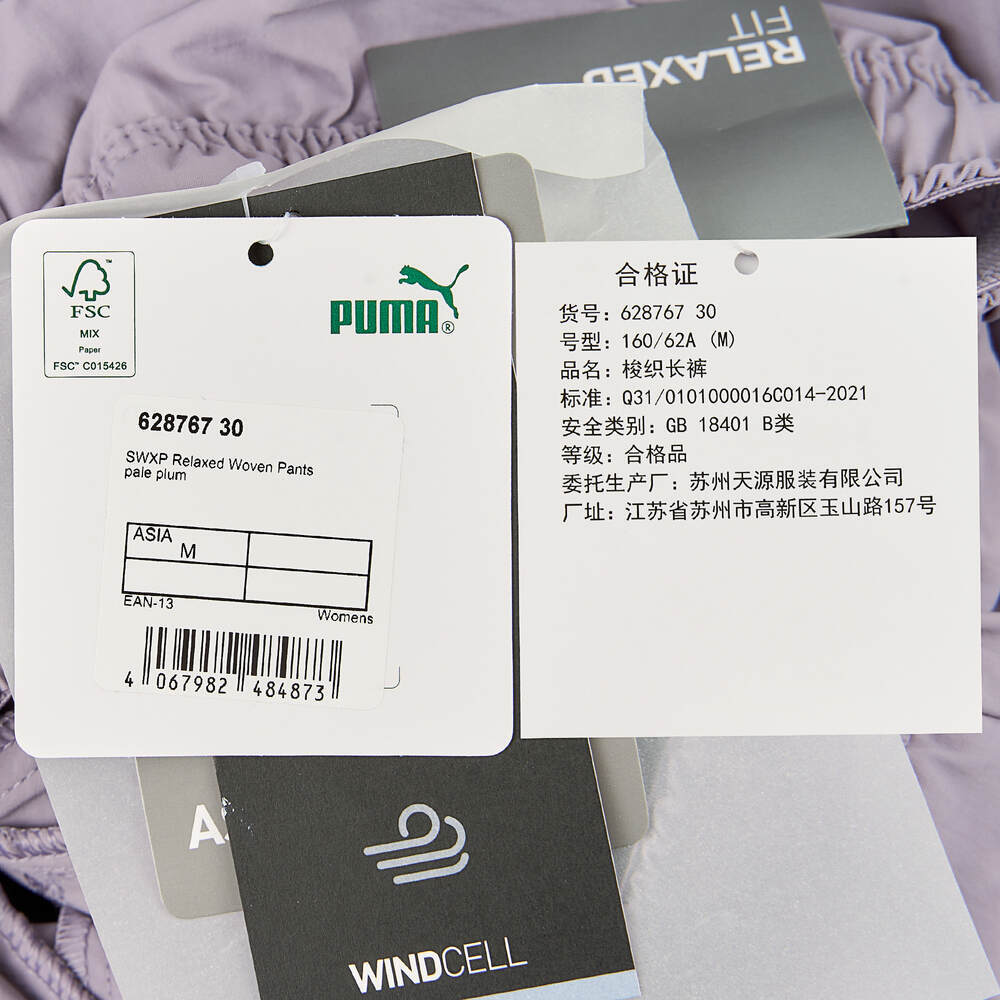 RELAXED
FIT
FSC™
MIX
Paper
FSC™ C015426
PUMA®
628767 30
SWXP Relaxed Woven Pants
pale plum
ASIA
M
EAN-13
Womens
4 067982 484873
合格证
货号：628767 30
号型：160/62A (M)
品名：梭织长裤
标准：Q31/0101000016C014-2021
安全类别：GB 18401 B类
等级：合格品
委托生产厂：苏州天源服装有限公司
厂址：江苏省苏州市高新区玉山路157号
WINDCELL